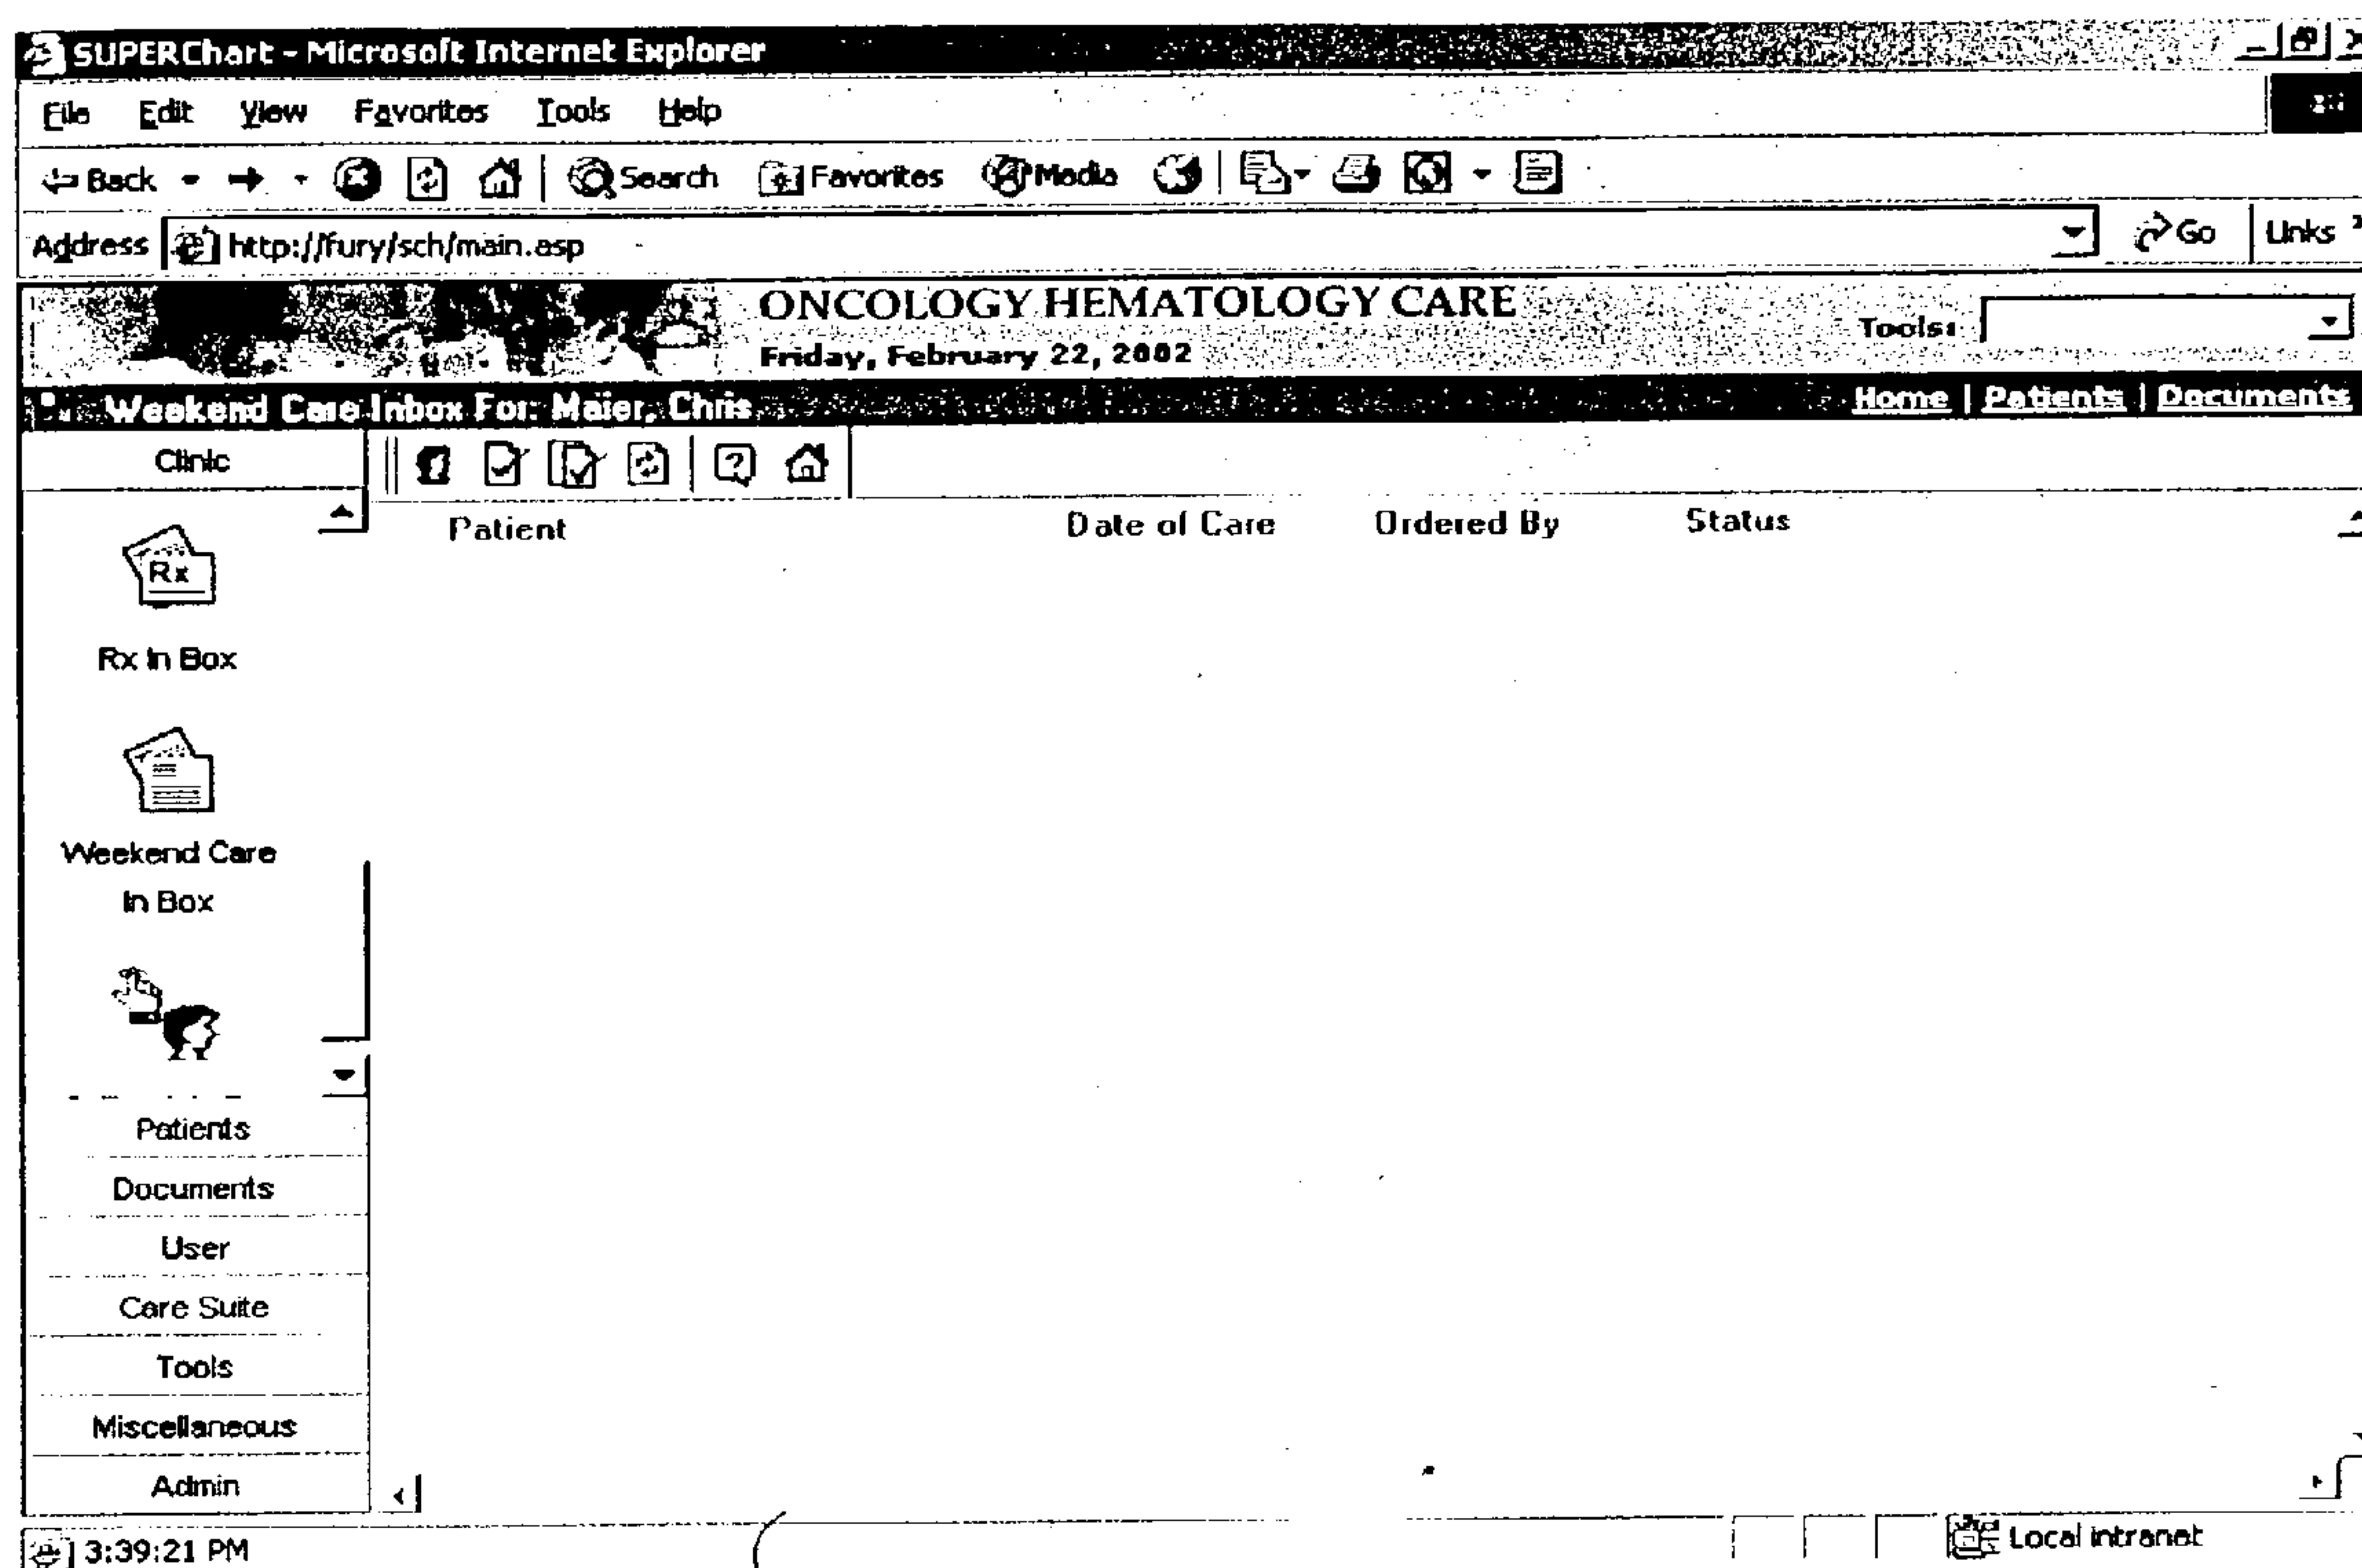 SUPERChart - Microsoft Internet Explorer
File Edit View Favorites Tools Help
Back Search Favorites Media
Address http://fury/sch/main.asp Go Links
ONCOLOGY HEMATOLOGY CARE
Tools:
Friday, February 22, 2002
Weekend Care Inbox For: Maier, Chris Home | Patients | Documents
Clinic
Patient Date of Care Ordered By Status
Rx
Rx In Box
Weekend Care
In Box
Patients
Documents
User
Care Suite
Tools
Miscellaneous
Admin
3:39:21 PM Local intranet